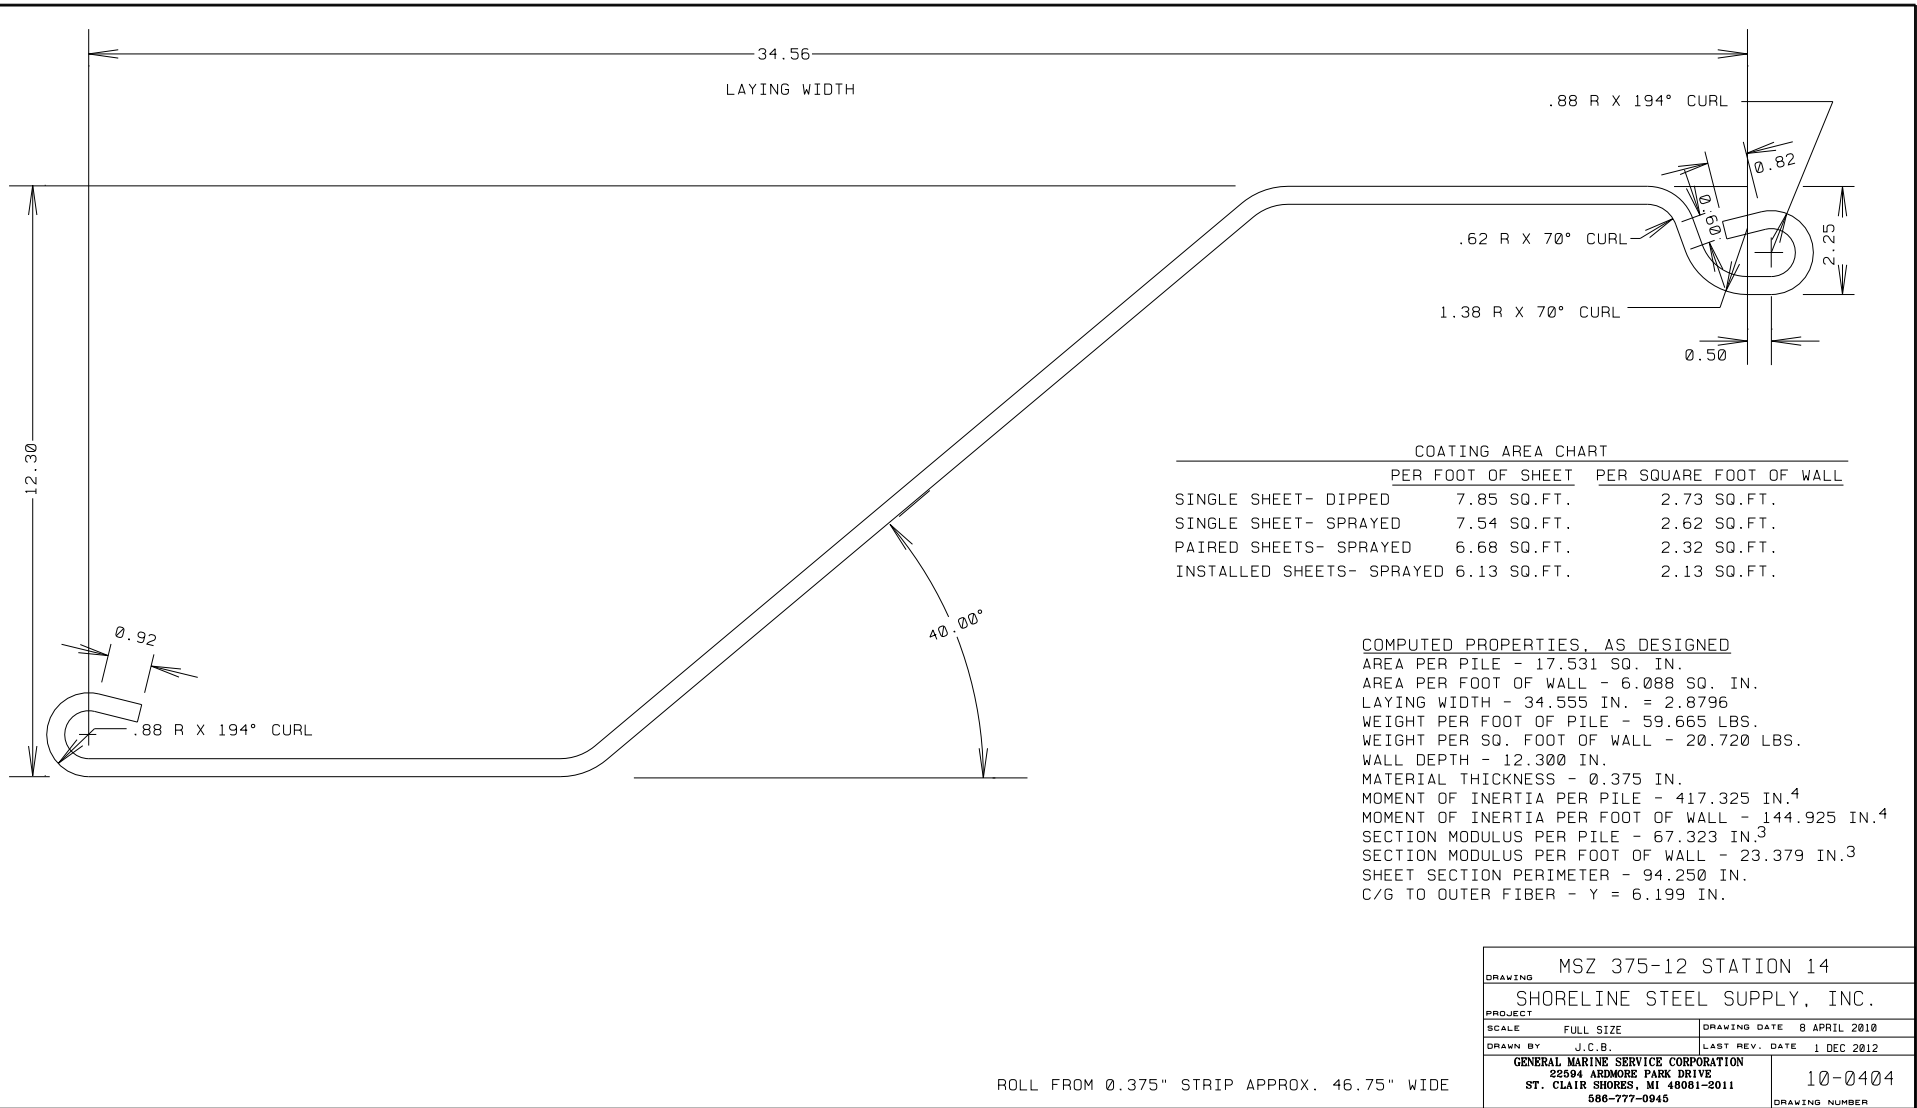 34.56
LAYING WIDTH
.88 R X 194° CURL
0.82
0.60
.62 R X 70° CURL
2.25
1.38 R X 70° CURL
0.50
12.30
COATING AREA CHART
PER FOOT OF SHEET PER SQUARE FOOT OF WALL
SINGLE SHEET- DIPPED 7.85 SQ.FT. 2.73 SQ.FT.
SINGLE SHEET- SPRAYED 7.54 SQ.FT. 2.62 SQ.FT.
PAIRED SHEETS- SPRAYED 6.68 SQ.FT. 2.32 SQ.FT.
INSTALLED SHEETS- SPRAYED 6.13 SQ.FT. 2.13 SQ.FT.
40.00°
0.92
.88 R X 194° CURL
COMPUTED PROPERTIES, AS DESIGNED
AREA PER PILE - 17.531 SQ. IN.
AREA PER FOOT OF WALL - 6.088 SQ. IN.
LAYING WIDTH - 34.555 IN. = 2.8796
WEIGHT PER FOOT OF PILE - 59.665 LBS.
WEIGHT PER SQ. FOOT OF WALL - 20.720 LBS.
WALL DEPTH - 12.300 IN.
MATERIAL THICKNESS - 0.375 IN.
MOMENT OF INERTIA PER PILE - 417.325 IN.4
MOMENT OF INERTIA PER FOOT OF WALL - 144.925 IN.4
SECTION MODULUS PER PILE - 67.323 IN.3
SECTION MODULUS PER FOOT OF WALL - 23.379 IN.3
SHEET SECTION PERIMETER - 94.250 IN.
C/G TO OUTER FIBER - Y = 6.199 IN.
DRAWING MSZ 375-12 STATION 14
SHORELINE STEEL SUPPLY, INC.
PROJECT
SCALE FULL SIZE DRAWING DATE 8 APRIL 2010
DRAWN BY J.C.B. LAST REV. DATE 1 DEC 2012
GENERAL MARINE SERVICE CORPORATION
22594 ARDMORE PARK DRIVE
ST. CLAIR SHORES, MI 48081-2011
586-777-0945
10-0404
DRAWING NUMBER
ROLL FROM 0.375" STRIP APPROX. 46.75" WIDE